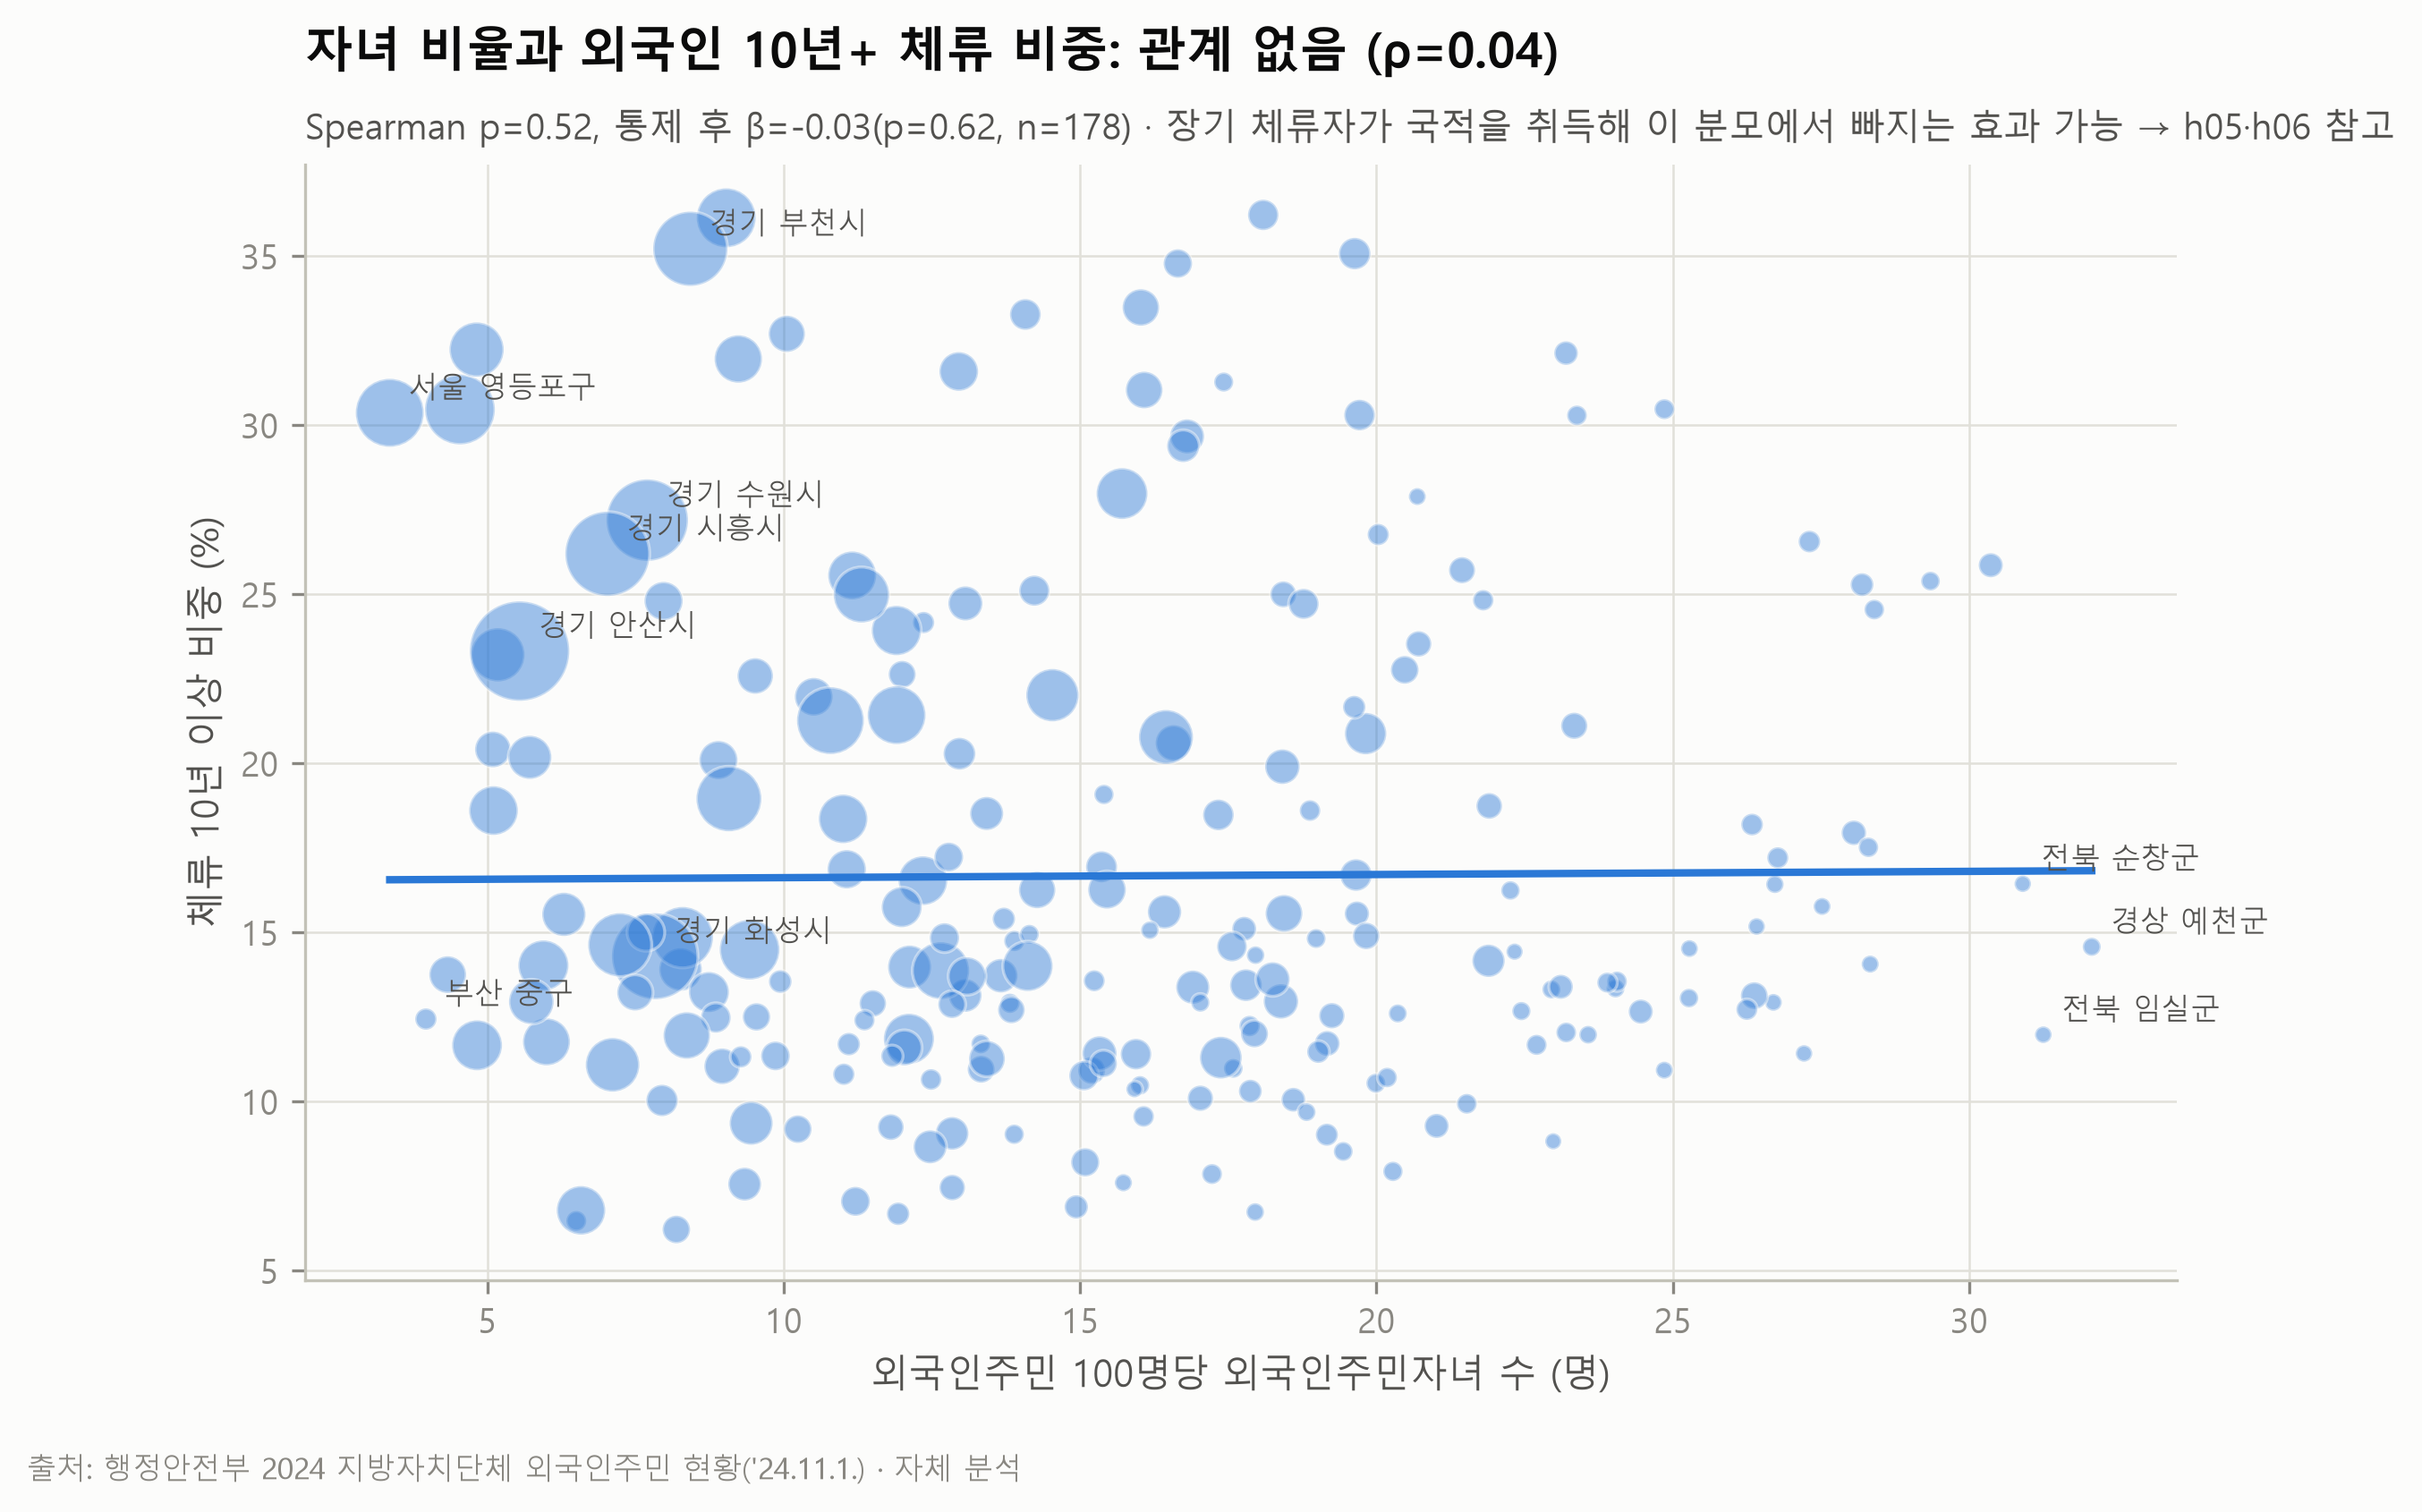 자녀 비율과 외국인 10년+ 체류 비중: 관계 없음 (ρ=0.04)
Spearman p=0.52, 통제 후 β=-0.03(p=0.62, n=178) · 장기 체류자가 국적을 취득해 이 분모에서 빠지는 효과 가능 → h05·h06 참고
체류 10년 이상 비중 (%)
35
30
25
20
15
10
5
경기 부천시
서울 영등포구
경기 수원시
경기 시흥시
경기 안산시
전북 순창군
경상 예천군
경기 화성시
부산 중구
전북 임실군
5
10
15
20
25
30
외국인주민 100명당 외국인주민자녀 수 (명)
출처: 행정안전부 2024 지방자치단체 외국인주민 현황('24.11.1.) · 자체 분석